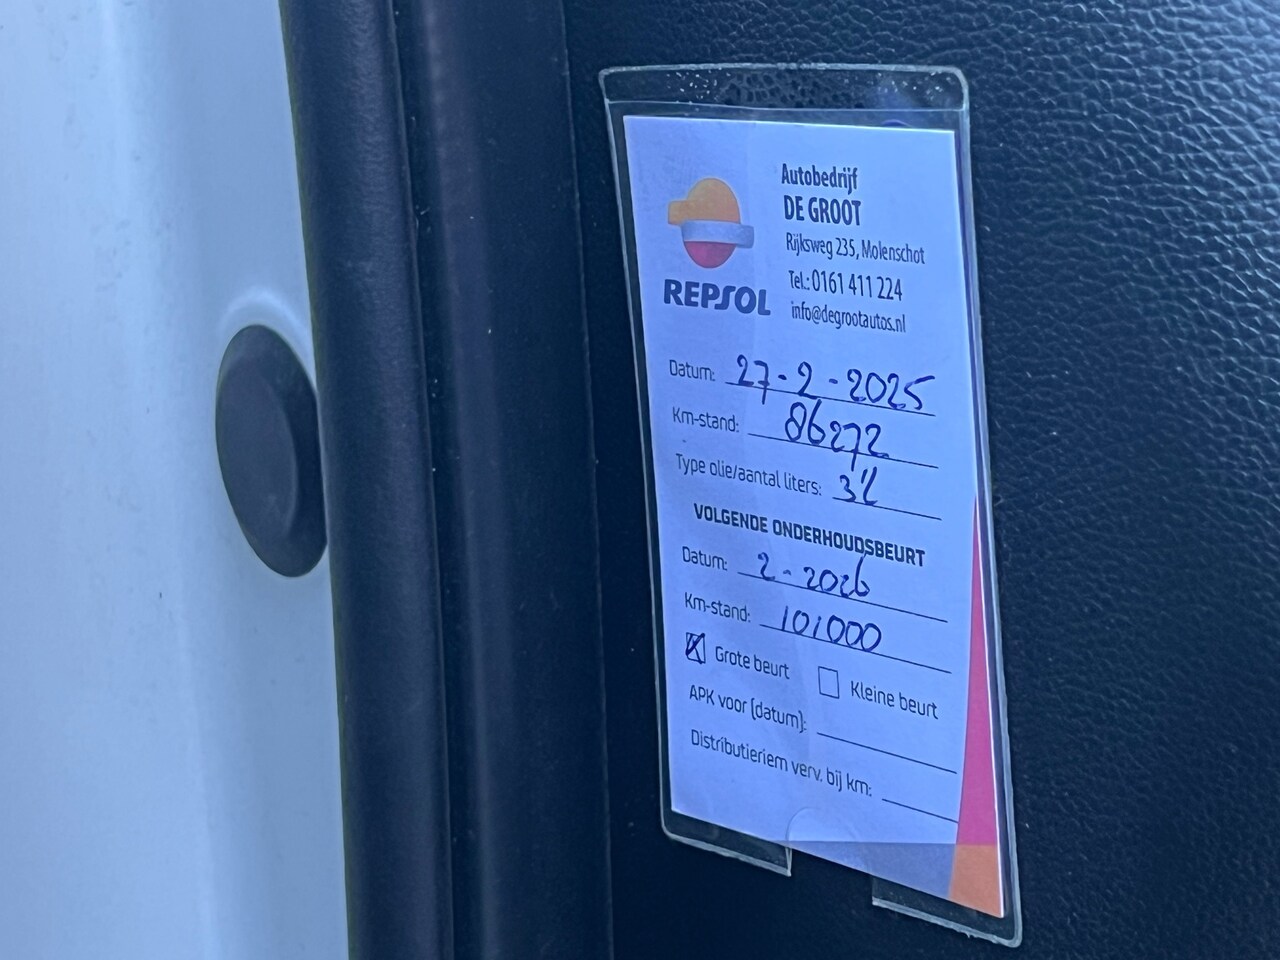 REPSOL
Autobedrijf
DE GROOT
Rijksweg 235, Molenschot
Tel.: 0161 411 224
info@degrootautos.nl
Datum: 27-2-2025
Km-stand: 86272
Type olie/aantal liters:
VOLGENDE ONDERHOUDSBEURT
Datum: 2-2026
Km-stand: 101000
Grote beurt
Kleine beurt
APK voor (datum):
Distributieriem verv. bij km: